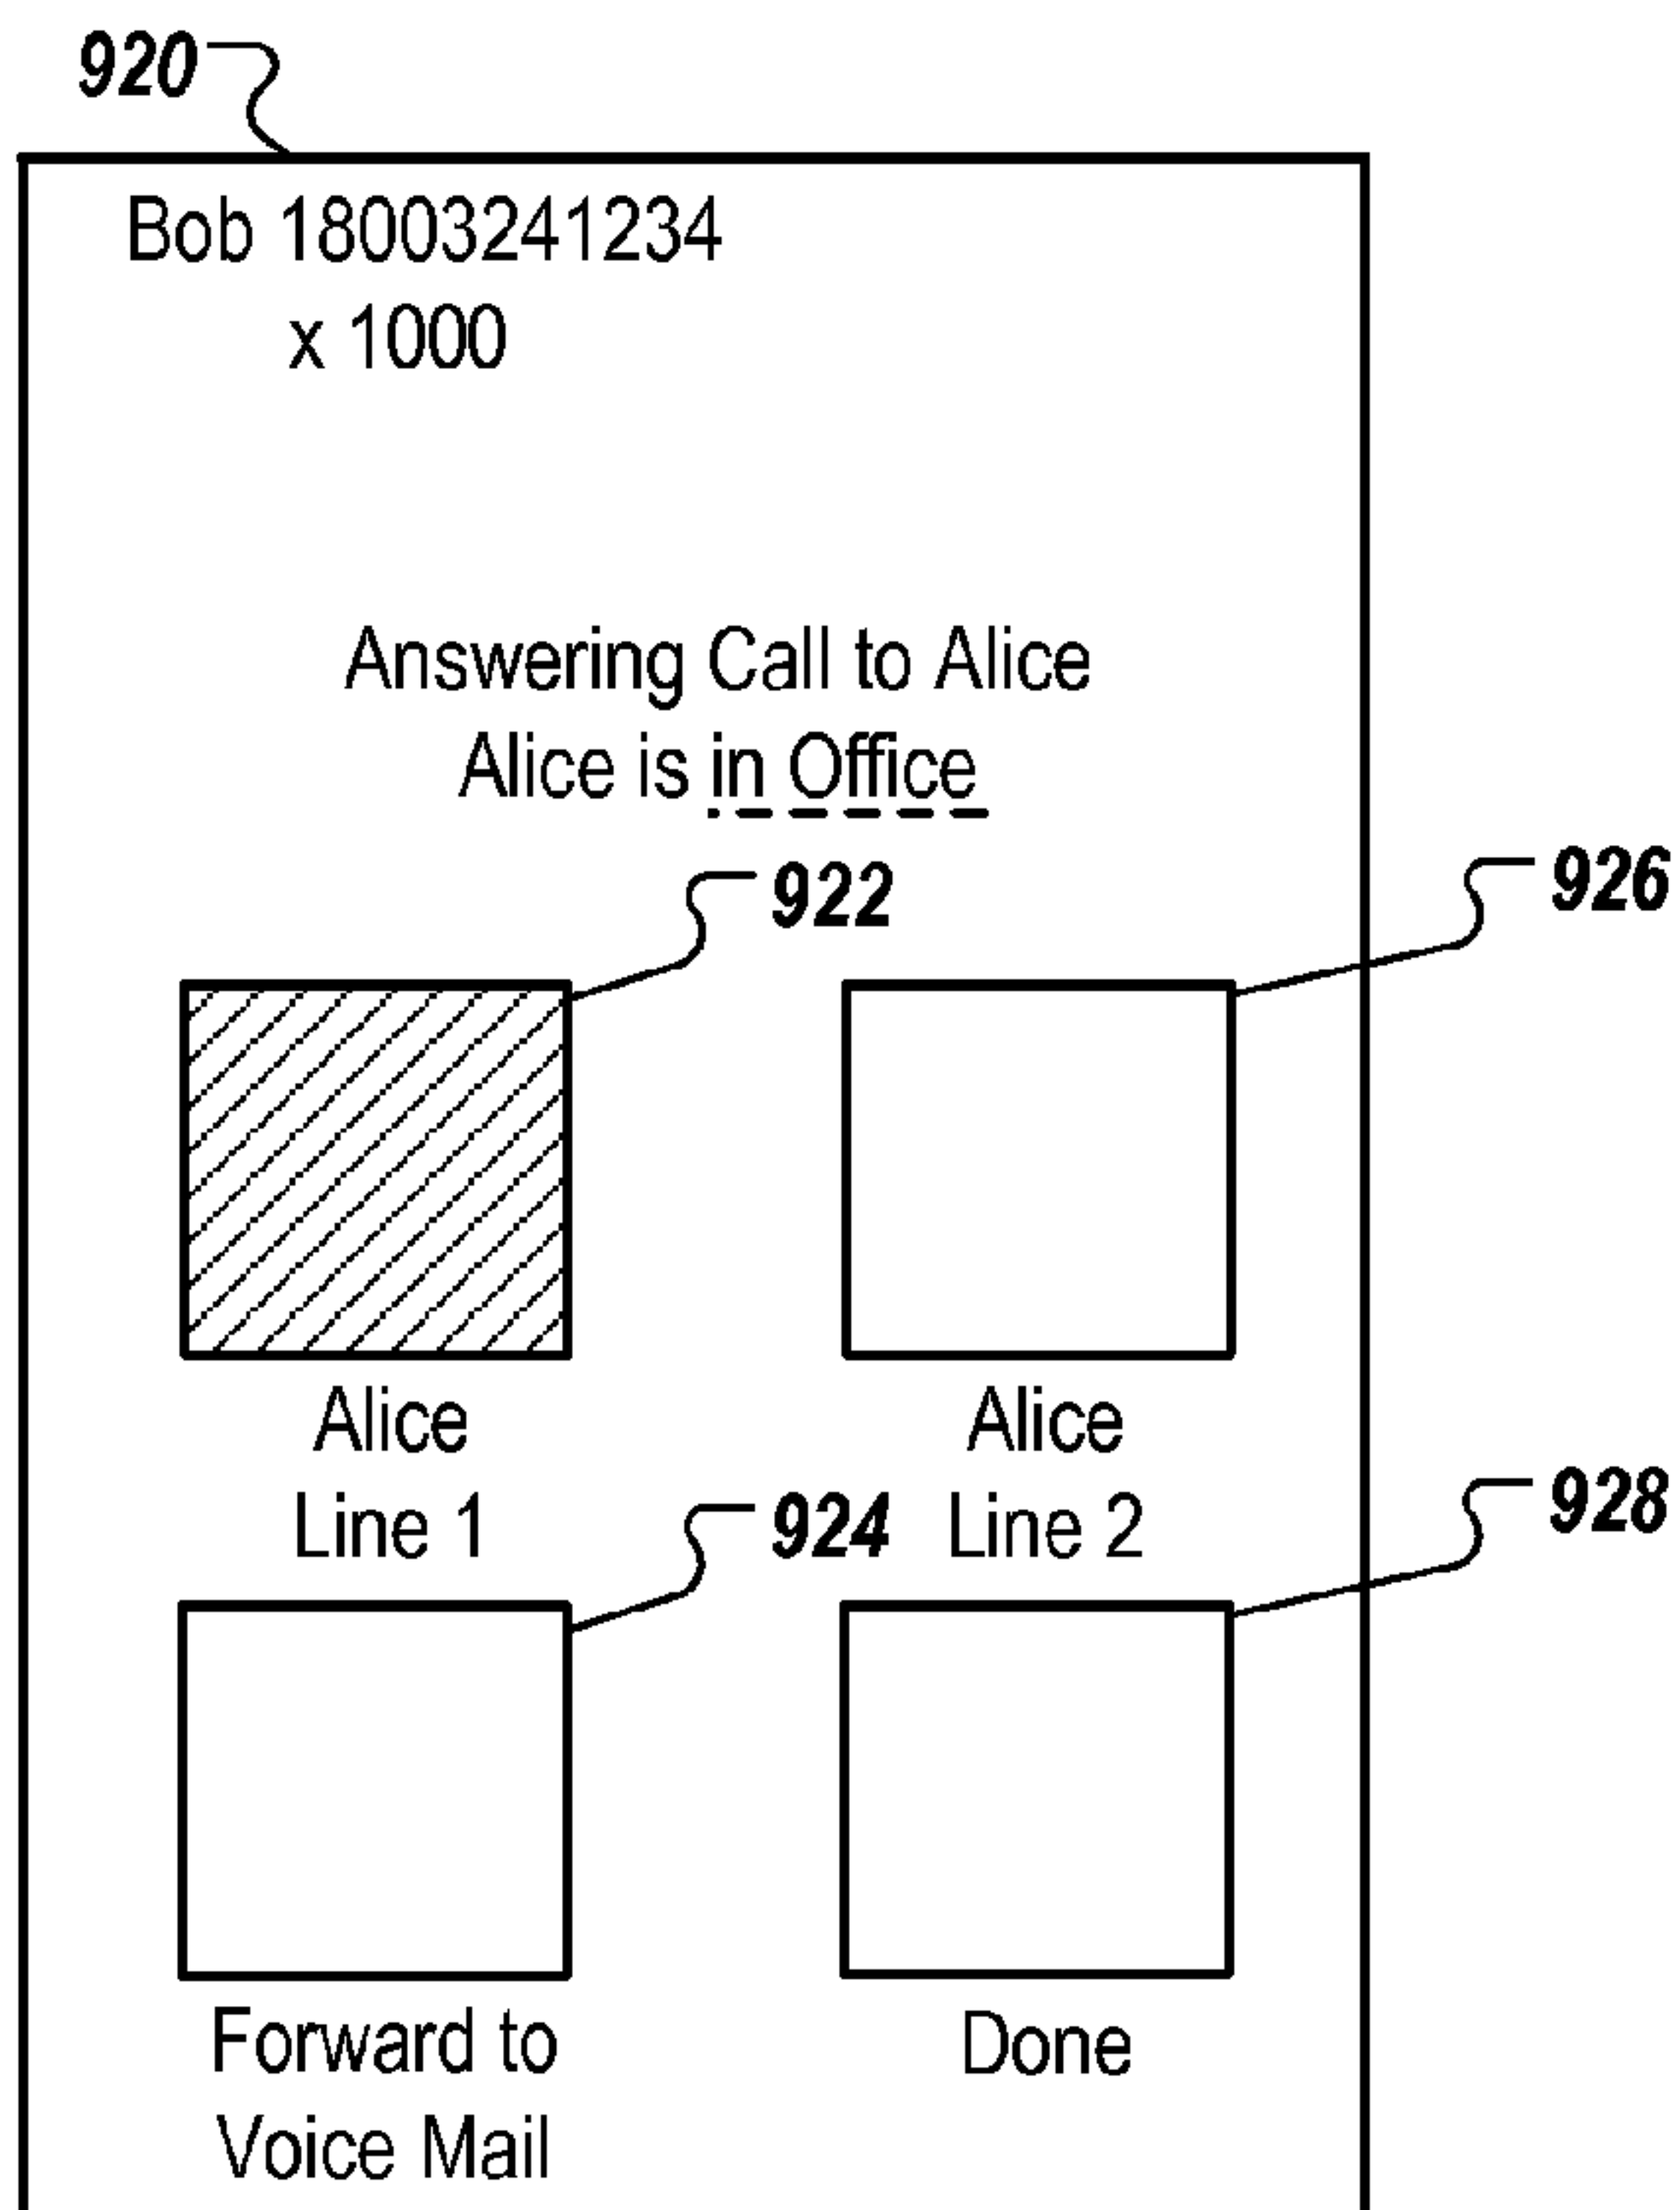 920
Bob 18003241234
x 1000
Answering Call to Alice
Alice is in Office
922
926
Alice
Line 1
Alice
Line 2
924
928
Forward to
Voice Mail
Done